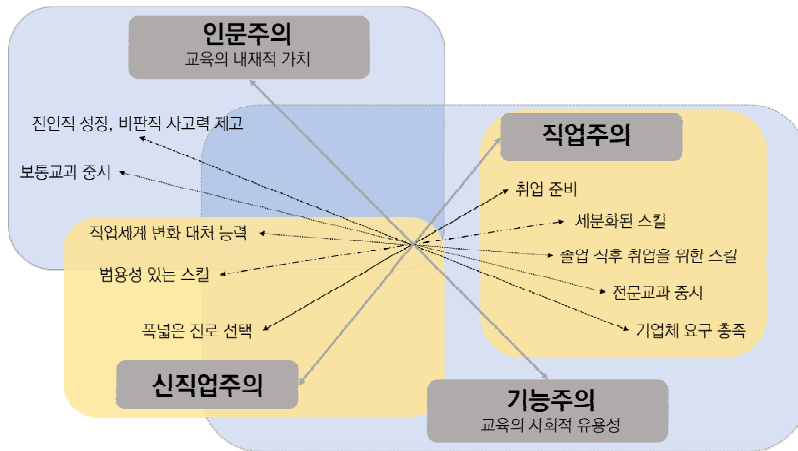 인문주의
교육의 내재적 가치
진인적 성장, 비판적 사고력 제고
보통교과 중시
직업세계 변화 대처 능력
범용성 있는 스킬
폭넓은 진로 선택
신직업주의
직업주의
취업 준비
세분화된 스킬
졸업 직후 취업을 위한 스킬
전문교과 중시
기업체 요구 충족
기능주의
교육의 사회적 유용성